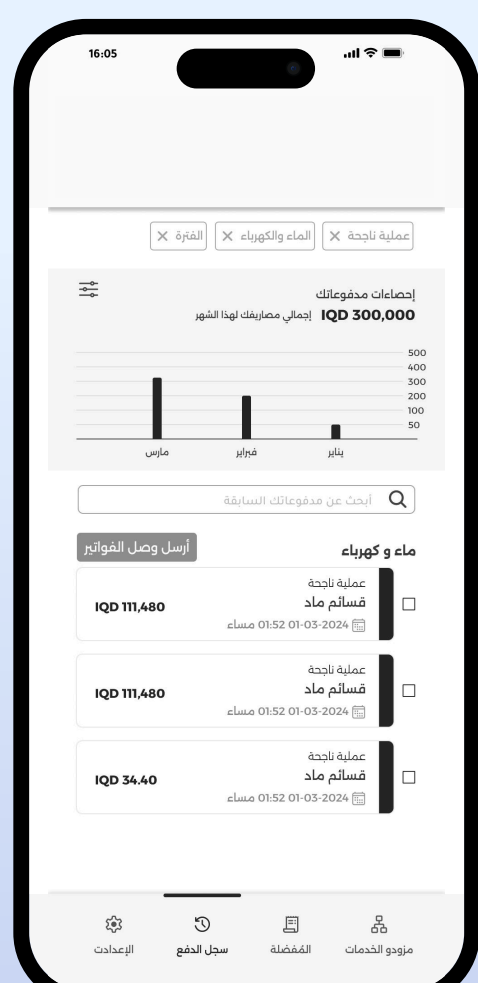 16:05
عملية ناجحة
الماء والكهرباء
الفترة
إحصاءات مدفوعاتك
IQD 300,000 إجمالي مصاريفك لهذا الشهر
500
400
300
200
100
50
يناير
فبراير
مارس
أبحث عن مدفوعاتك السابقة
ماء و كهرباء
أرسل وصل الفواتير
عملية ناجحة
قسائم ماد
IQD 111,480
01-03-2024 01:52 مساء
عملية ناجحة
قسائم ماد
IQD 111,480
01-03-2024 01:52 مساء
عملية ناجحة
قسائم ماد
IQD 34.40
01-03-2024 01:52 مساء
مزودو الخدمات
المُفضلة
سجل الدفع
الإعدادت